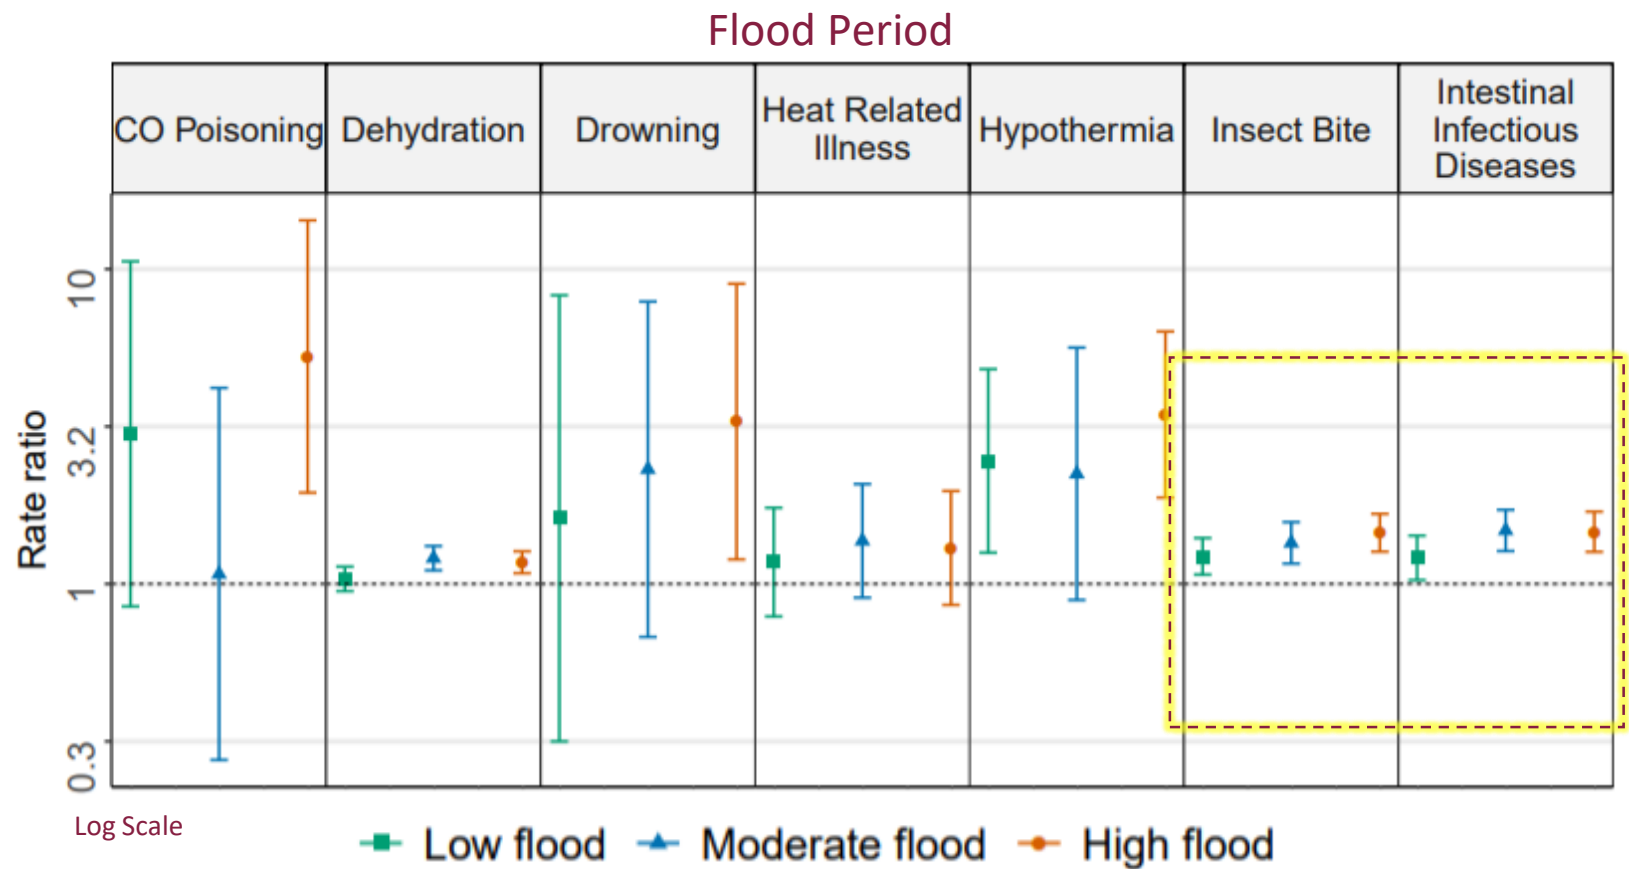 Flood Period
CO Poisoning
Dehydration
Drowning
Heat Related
Illness
Hypothermia
Insect Bite
Intestinal
Infectious
Diseases
Rate ratio
10
3.2
1
0.3
Log Scale
Low flood
Moderate flood
High flood